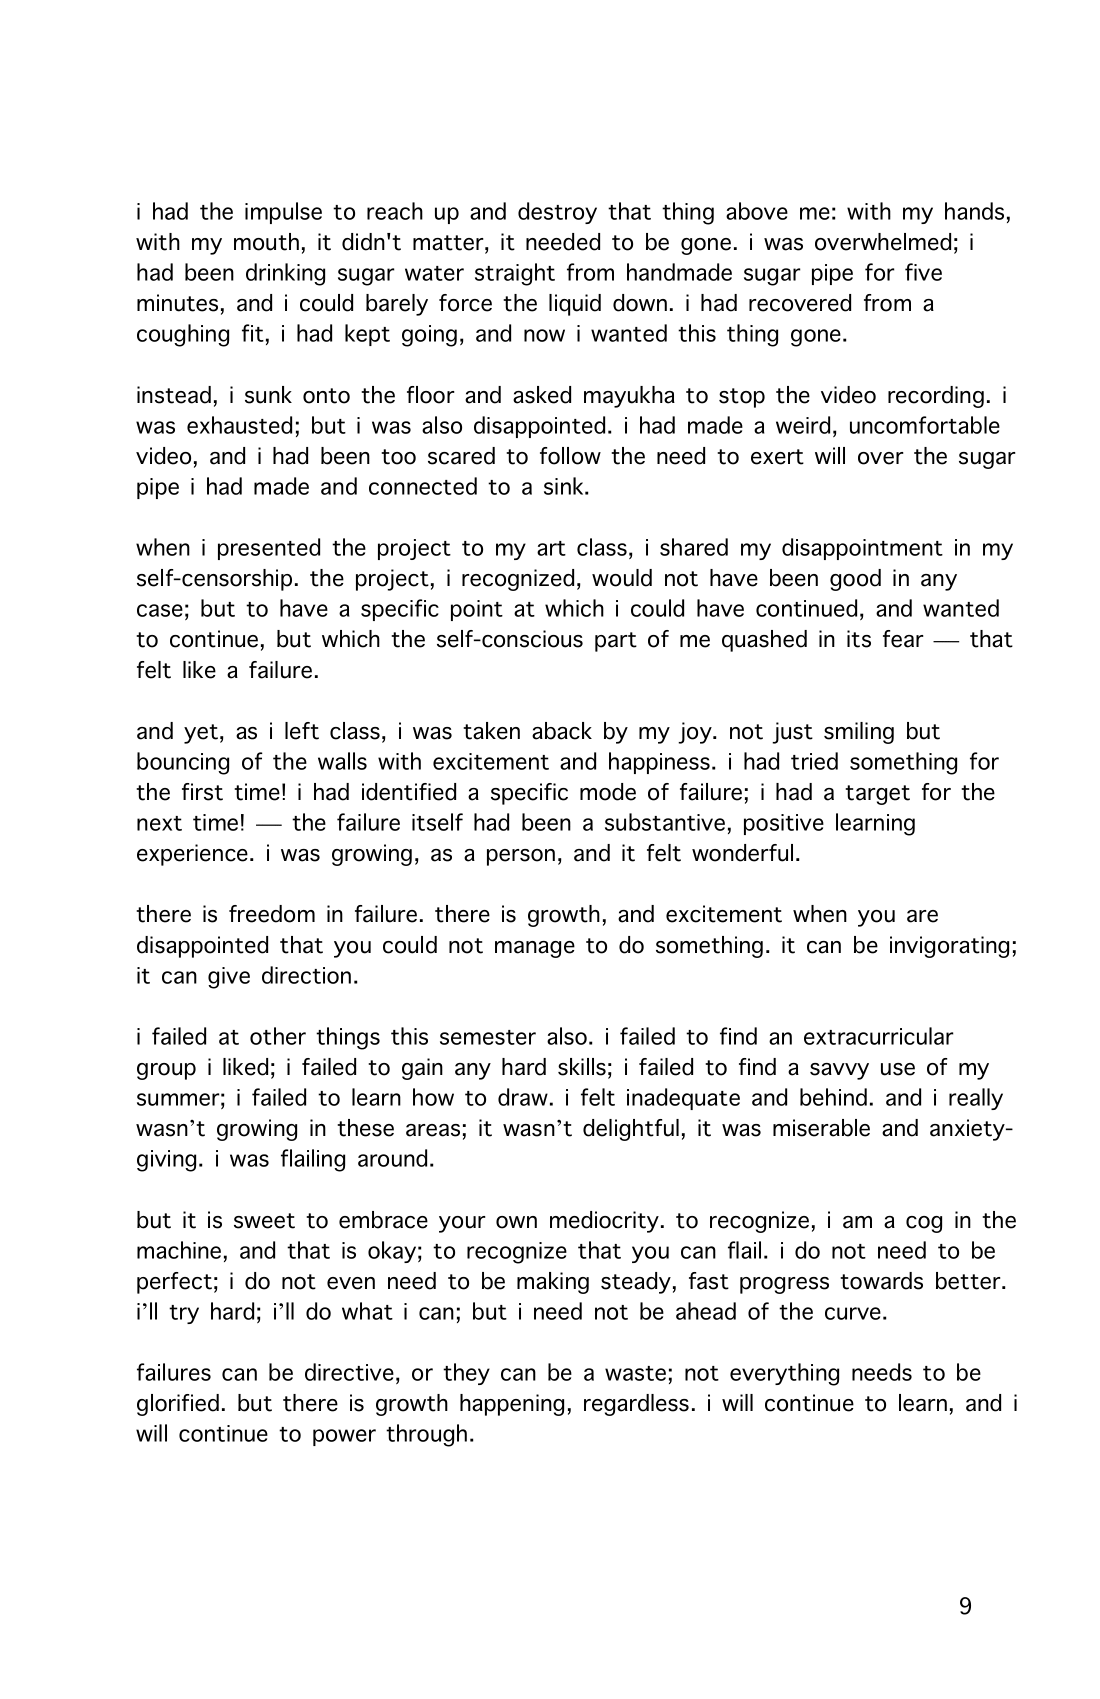 i had the impulse to reach up and destroy that thing above me: with my hands,
with my mouth, it didn't matter, it needed to be gone. i was overwhelmed; i
had been drinking sugar water straight from handmade sugar pipe for five
minutes, and i could barely force the liquid down. i had recovered from a
coughing fit, i had kept going, and now i wanted this thing gone.
instead, i sunk onto the floor and asked mayukha to stop the video recording. i
was exhausted; but i was also disappointed. i had made a weird, uncomfortable
video, and i had been too scared to follow the need to exert will over the sugar
pipe i had made and connected to a sink.
when i presented the project to my art class, i shared my disappointment in my
self-censorship. the project, i recognized, would not have been good in any
case; but to have a specific point at which i could have continued, and wanted
to continue, but which the self-conscious part of me quashed in its fear — that
felt like a failure.
and yet, as i left class, i was taken aback by my joy. not just smiling but
bouncing of the walls with excitement and happiness. i had tried something for
the first time! i had identified a specific mode of failure; i had a target for the
next time! — the failure itself had been a substantive, positive learning
experience. i was growing, as a person, and it felt wonderful.
there is freedom in failure. there is growth, and excitement when you are
disappointed that you could not manage to do something. it can be invigorating;
it can give direction.
i failed at other things this semester also. i failed to find an extracurricular
group i liked; i failed to gain any hard skills; i failed to find a savvy use of my
summer; i failed to learn how to draw. i felt inadequate and behind. and i really
wasn’t growing in these areas; it wasn’t delightful, it was miserable and anxiety-
giving. i was flailing around.
but it is sweet to embrace your own mediocrity. to recognize, i am a cog in the
machine, and that is okay; to recognize that you can flail. i do not need to be
perfect; i do not even need to be making steady, fast progress towards better.
i’ll try hard; i’ll do what i can; but i need not be ahead of the curve.
failures can be directive, or they can be a waste; not everything needs to be
glorified. but there is growth happening, regardless. i will continue to learn, and i
will continue to power through.
9